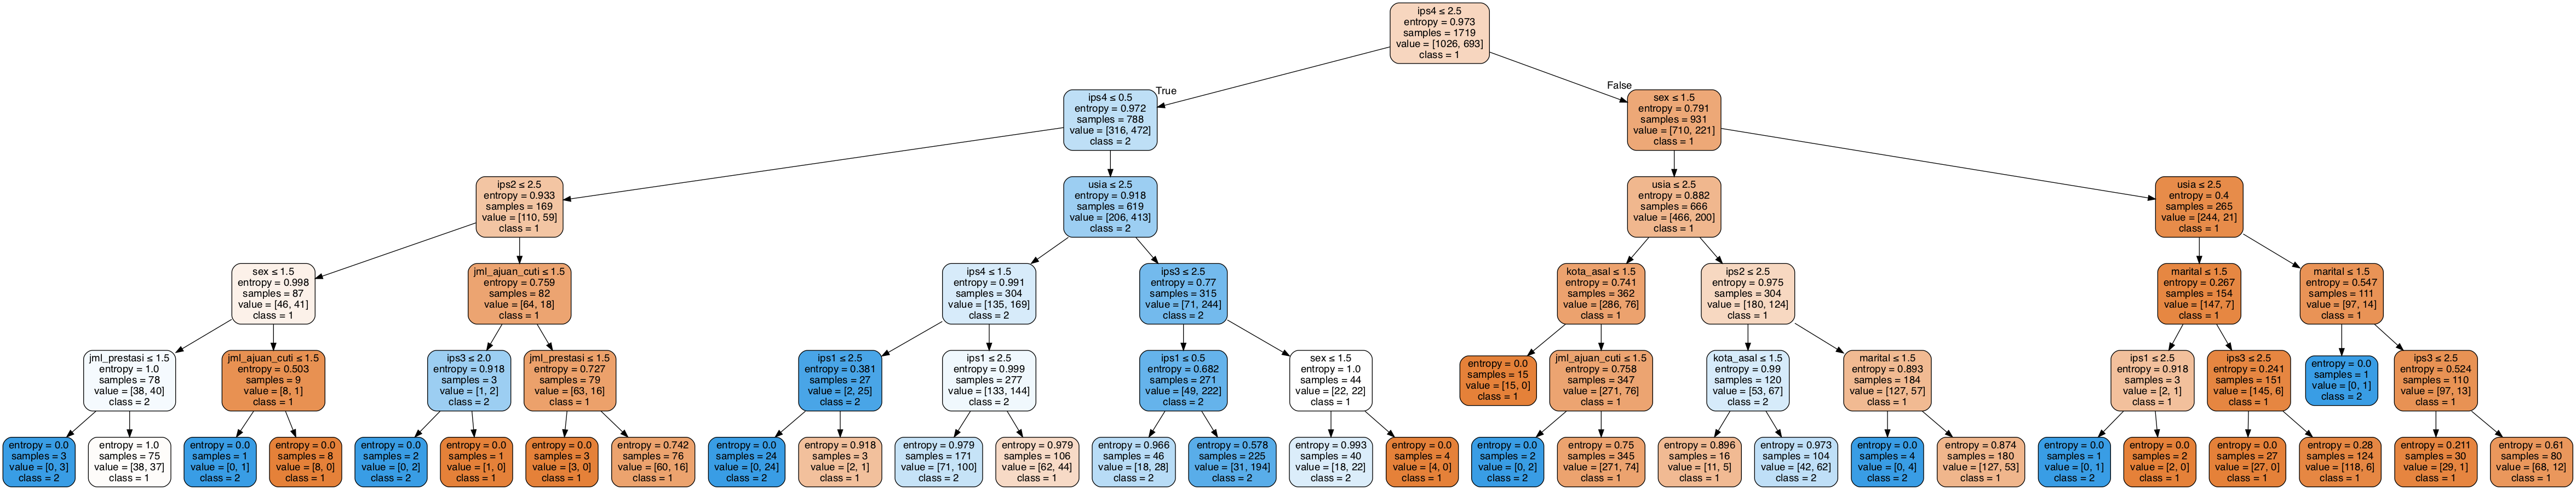 ips4 ≤ 2.5
entropy = 0.973
samples = 1719
value = [1026, 693]
class = 1
True
False
ips4 ≤ 0.5
entropy = 0.972
samples = 788
value = [316, 472]
class = 2
sex ≤ 1.5
entropy = 0.791
samples = 931
value = [710, 221]
class = 1
ips2 ≤ 2.5
entropy = 0.933
samples = 169
value = [110, 59]
class = 1
usia ≤ 2.5
entropy = 0.918
samples = 619
value = [206, 413]
class = 2
usia ≤ 2.5
entropy = 0.882
samples = 666
value = [466, 200]
class = 1
usia ≤ 2.5
entropy = 0.4
samples = 265
value = [244, 21]
class = 1
sex ≤ 1.5
entropy = 0.998
samples = 87
value = [46, 41]
class = 1
jml_ajuan_cuti ≤ 1.5
entropy = 0.759
samples = 82
value = [64, 18]
class = 1
ips4 ≤ 1.5
entropy = 0.991
samples = 304
value = [135, 169]
class = 2
ips3 ≤ 2.5
entropy = 0.77
samples = 315
value = [71, 244]
class = 2
kota_asal ≤ 1.5
entropy = 0.741
samples = 362
value = [286, 76]
class = 1
ips2 ≤ 2.5
entropy = 0.975
samples = 304
value = [180, 124]
class = 1
marital ≤ 1.5
entropy = 0.267
samples = 154
value = [147, 7]
class = 1
marital ≤ 1.5
entropy = 0.547
samples = 111
value = [97, 14]
class = 1
jml_prestasi ≤ 1.5
entropy = 1.0
samples = 78
value = [38, 40]
class = 2
jml_ajuan_cuti ≤ 1.5
entropy = 0.503
samples = 9
value = [8, 1]
class = 1
ips3 ≤ 2.0
entropy = 0.918
samples = 3
value = [1, 2]
class = 2
jml_prestasi ≤ 1.5
entropy = 0.727
samples = 79
value = [63, 16]
class = 1
ips1 ≤ 2.5
entropy = 0.381
samples = 27
value = [2, 25]
class = 2
ips1 ≤ 2.5
entropy = 0.999
samples = 277
value = [133, 144]
class = 2
ips1 ≤ 0.5
entropy = 0.682
samples = 271
value = [49, 222]
class = 2
sex ≤ 1.5
entropy = 1.0
samples = 44
value = [22, 22]
class = 1
entropy = 0.0
samples = 15
value = [15, 0]
class = 1
jml_ajuan_cuti ≤ 1.5
entropy = 0.758
samples = 347
value = [271, 76]
class = 1
kota_asal ≤ 1.5
entropy = 0.99
samples = 120
value = [53, 67]
class = 2
marital ≤ 1.5
entropy = 0.893
samples = 184
value = [127, 57]
class = 1
ips1 ≤ 2.5
entropy = 0.918
samples = 3
value = [2, 1]
class = 1
ips3 ≤ 2.5
entropy = 0.241
samples = 151
value = [145, 6]
class = 1
entropy = 0.0
samples = 1
value = [0, 1]
class = 2
ips3 ≤ 2.5
entropy = 0.524
samples = 110
value = [97, 13]
class = 1
entropy = 0.0
samples = 3
value = [0, 3]
class = 2
entropy = 1.0
samples = 75
value = [38, 37]
class = 1
entropy = 0.0
samples = 1
value = [0, 1]
class = 2
entropy = 0.0
samples = 8
value = [8, 0]
class = 1
entropy = 0.0
samples = 2
value = [0, 2]
class = 2
entropy = 0.0
samples = 1
value = [1, 0]
class = 1
entropy = 0.0
samples = 3
value = [3, 0]
class = 1
entropy = 0.742
samples = 76
value = [60, 16]
class = 1
entropy = 0.0
samples = 24
value = [0, 24]
class = 2
entropy = 0.918
samples = 3
value = [2, 1]
class = 1
entropy = 0.979
samples = 171
value = [71, 100]
class = 2
entropy = 0.979
samples = 106
value = [62, 44]
class = 1
entropy = 0.966
samples = 46
value = [18, 28]
class = 2
entropy = 0.578
samples = 225
value = [31, 194]
class = 2
entropy = 0.993
samples = 40
value = [18, 22]
class = 2
entropy = 0.0
samples = 4
value = [4, 0]
class = 1
entropy = 0.0
samples = 2
value = [0, 2]
class = 2
entropy = 0.75
samples = 345
value = [271, 74]
class = 1
entropy = 0.896
samples = 16
value = [11, 5]
class = 1
entropy = 0.973
samples = 104
value = [42, 62]
class = 2
entropy = 0.0
samples = 4
value = [0, 4]
class = 2
entropy = 0.874
samples = 180
value = [127, 53]
class = 1
entropy = 0.0
samples = 1
value = [0, 1]
class = 2
entropy = 0.0
samples = 2
value = [2, 0]
class = 1
entropy = 0.0
samples = 27
value = [27, 0]
class = 1
entropy = 0.28
samples = 124
value = [118, 6]
class = 1
entropy = 0.211
samples = 30
value = [29, 1]
class = 1
entropy = 0.61
samples = 80
value = [68, 12]
class = 1